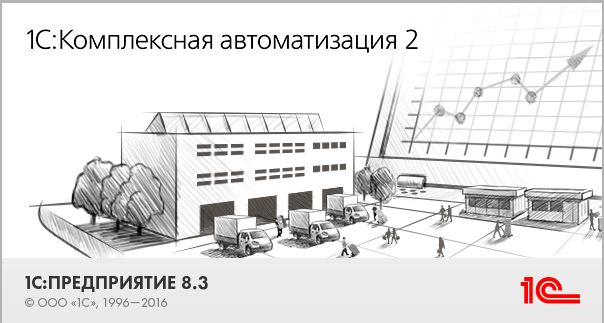 1С:Комплексная автоматизация 2
1С:ПРЕДПРИЯТИЕ 8.3
© ООО «1С», 1996—2016
1С